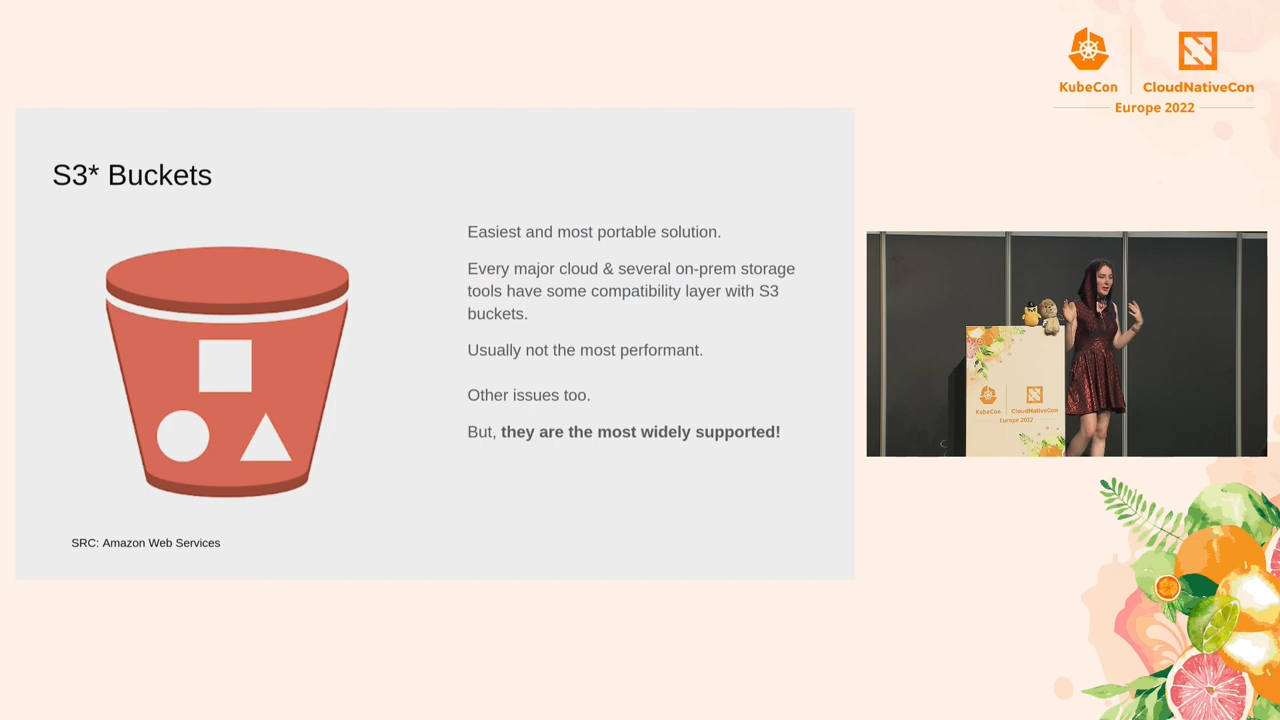 KubeCon
CloudNativeCon
Europe 2022
S3* Buckets
Easiest and most portable solution.
Every major cloud & several on-prem storage
tools have some compatibility layer with S3
buckets.
Usually not the most performant.
Other issues too.
But, they are the most widely supported!
SRC: Amazon Web Services
KubeCon
CloudNativeCon
Europe 2022